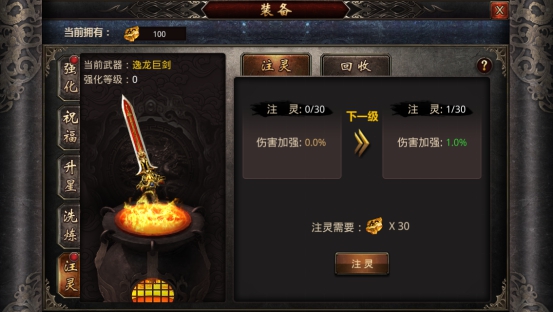 装备
当前拥有： 100
注灵 回收 ?
强化
祝福
升星
洗炼
注灵
当前武器：逸龙巨剑
强化等级：0
注 灵: 0/30
伤害加强: 0.0%
下一级
注 灵: 1/30
伤害加强: 1.0%
注灵需要： X 30
注灵